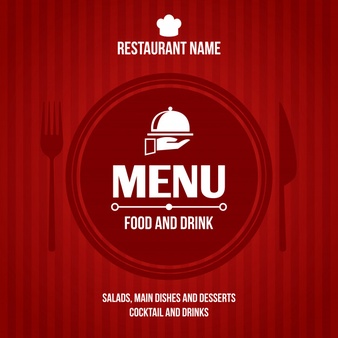 RESTAURANT NAME
MENU
FOOD AND DRINK
SALADS, MAIN DISHES AND DESSERTS
COCKTAIL AND DRINKS